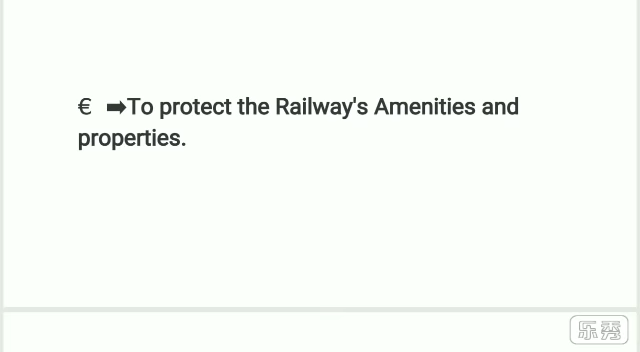 € ➡To protect the Railway's Amenities and
properties.
乐秀